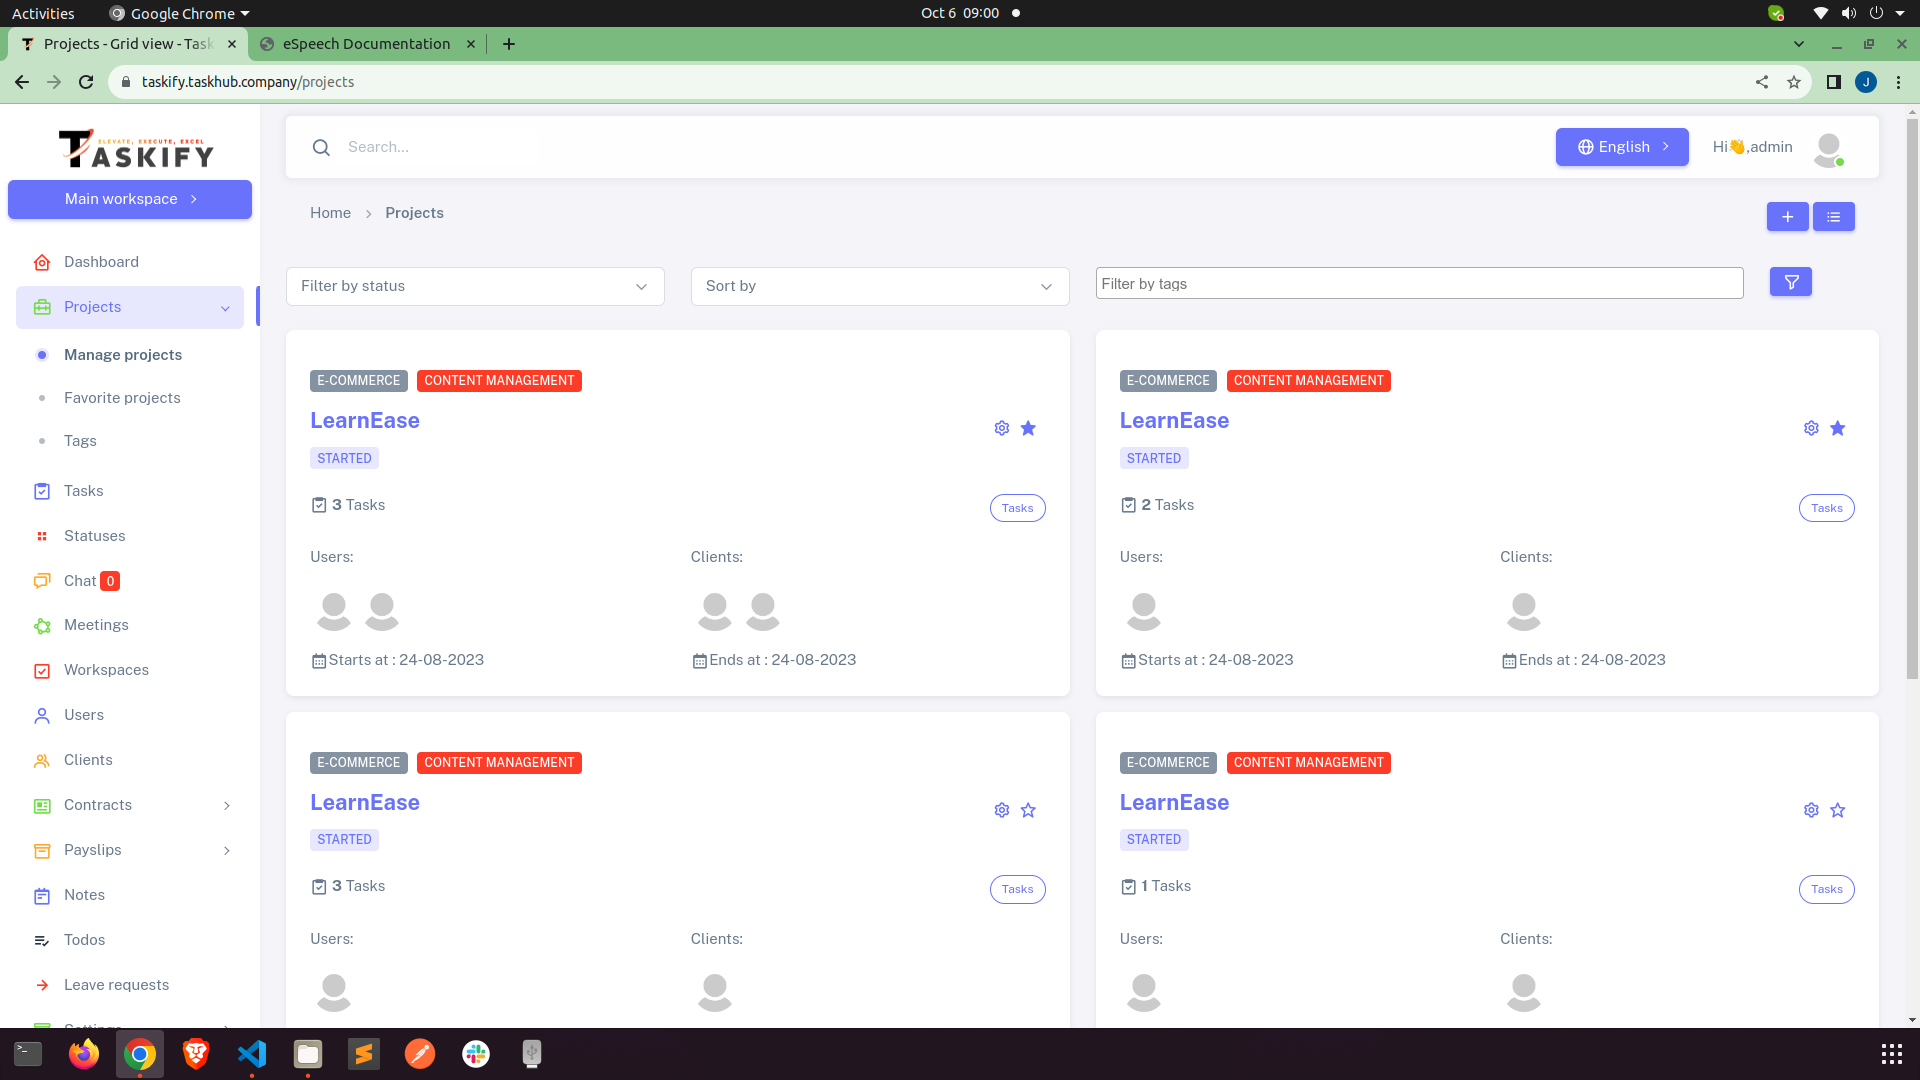 Activities
Google Chrome
Oct 6 09:00
Projects - Grid view - Task
eSpeech Documentation
taskify.taskhub.company/projects
J
ELEVATE, EXECUTE, EXCEL
TASKIFY
Main workspace
Dashboard
Projects
Manage projects
Favorite projects
Tags
Tasks
Statuses
Chat 0
Meetings
Workspaces
Users
Clients
Contracts
Payslips
Notes
Todos
Leave requests
Settings
Search...
English
Hi👋,admin
Home > Projects
Filter by status
Sort by
Filter by tags
E-COMMERCE CONTENT MANAGEMENT
LearnEase
STARTED
3 Tasks
Tasks
Users:
Clients:
Starts at : 24-08-2023
Ends at : 24-08-2023
E-COMMERCE CONTENT MANAGEMENT
LearnEase
STARTED
2 Tasks
Tasks
Users:
Clients:
Starts at : 24-08-2023
Ends at : 24-08-2023
E-COMMERCE CONTENT MANAGEMENT
LearnEase
STARTED
3 Tasks
Tasks
Users:
Clients:
E-COMMERCE CONTENT MANAGEMENT
LearnEase
STARTED
1 Tasks
Tasks
Users:
Clients: